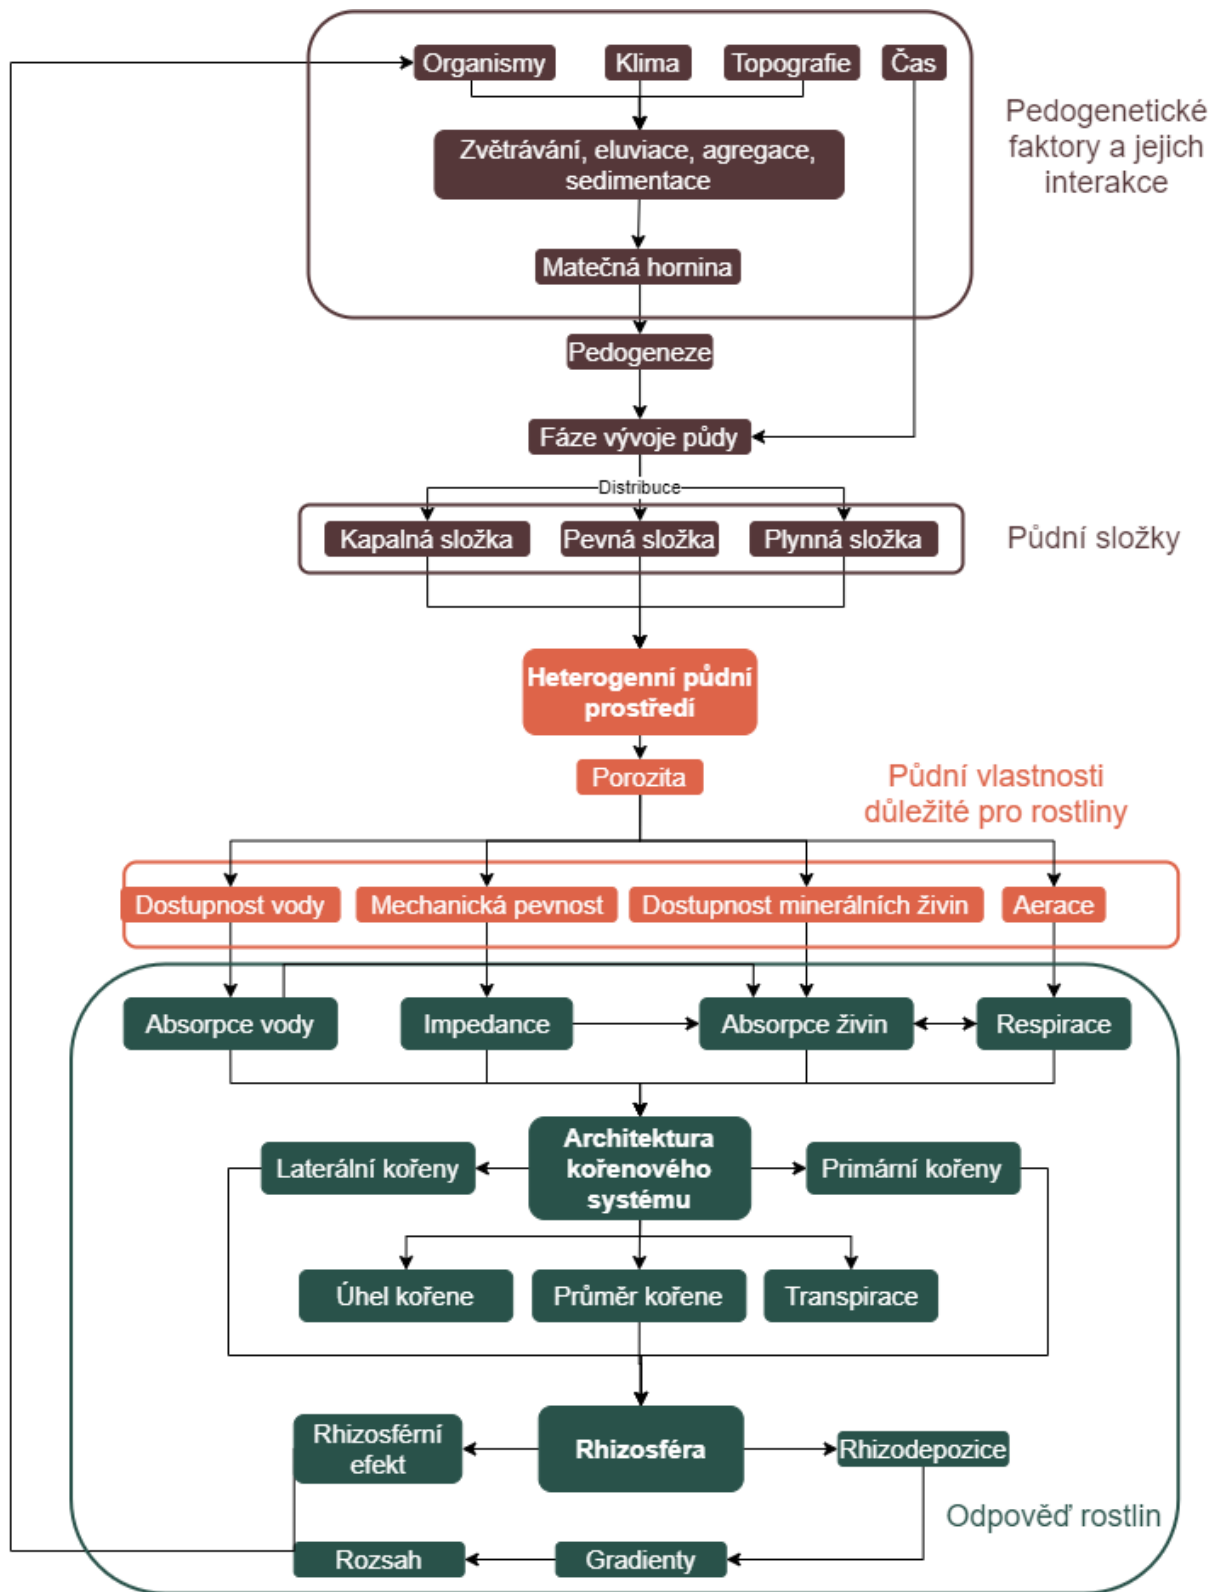 Organismy
Klima
Topografie
Čas
Pedogenetické
faktory a jejich
interakce
Zvětrávání, eluviace, agregace,
sedimentace
Matečná hornina
Pedogeneze
Fáze vývoje půdy
Distribuce
Kapalná složka
Pevná složka
Plynná složka
Půdní složky
Heterogenní půdní
prostředí
Porozita
Půdní vlastnosti
důležité pro rostliny
Dostupnost vody
Mechanická pevnost
Dostupnost minerálních živin
Aerace
Absorpce vody
Impedance
Absorpce živin
Respirace
Architektura
kořenového
systému
Laterální kořeny
Primární kořeny
Úhel kořene
Průměr kořene
Transpirace
Rhizosférní
efekt
Rhizosféra
Rhizodepozice
Odpověď rostlin
Rozsah
Gradienty